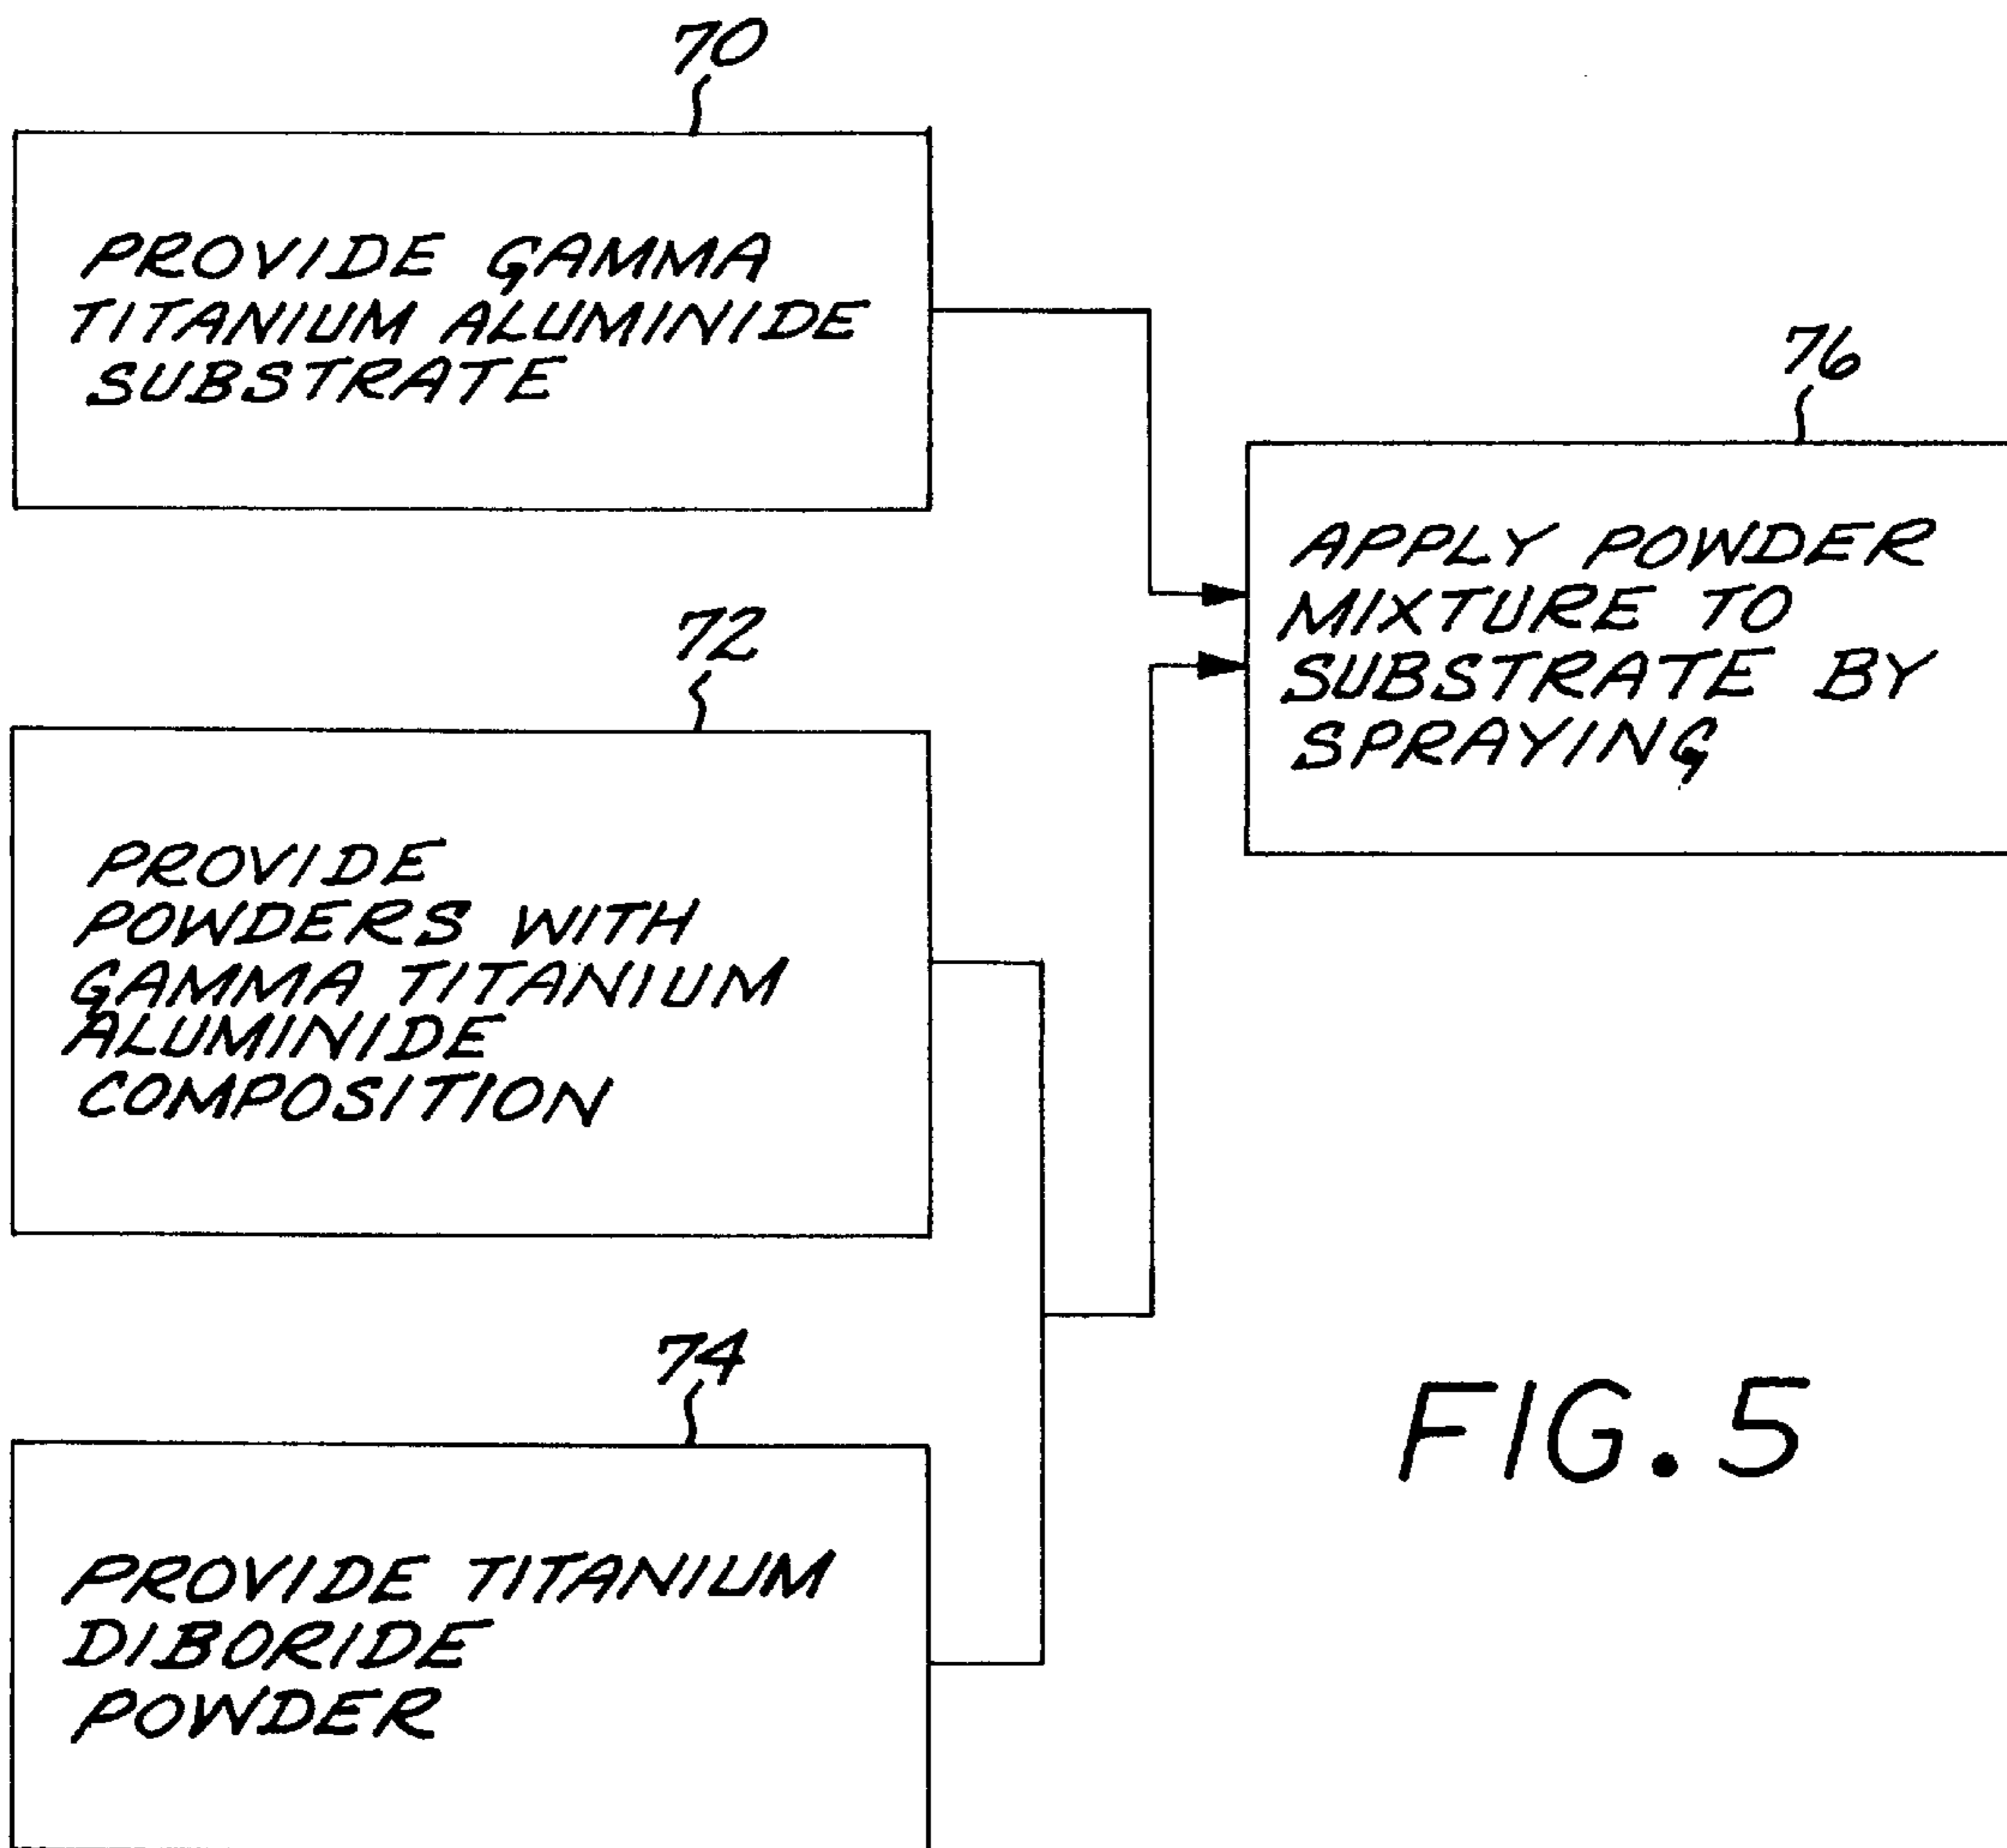 70
PROVIDE GAMMA
TITANIUM ALUMINIDE
SUBSTRATE
72
PROVIDE
POWDERS WITH
GAMMA TITANIUM
ALUMINIDE
COMPOSITION
74
PROVIDE TITANIUM
DIBORIDE
POWDER
76
APPLY POWDER
MIXTURE TO
SUBSTRATE BY
SPRAYING
FIG. 5